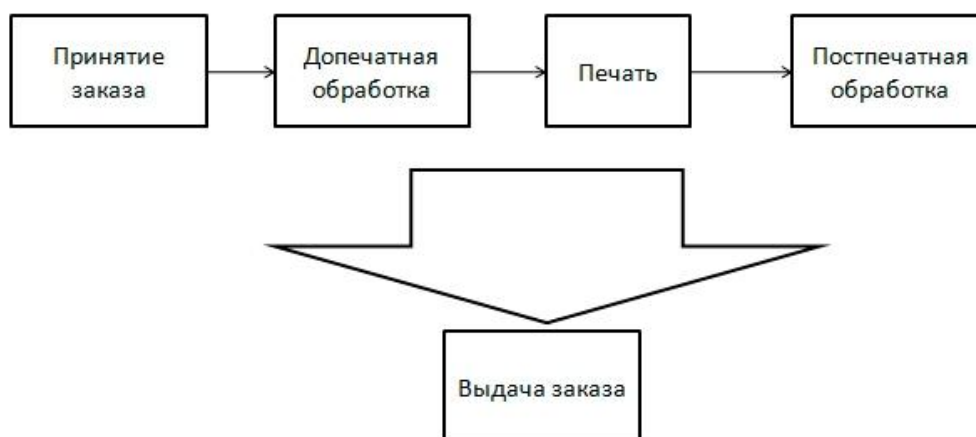 Принятие
заказа
Допечатная
обработка
Печать
Постпечатная
обработка
Выдача заказа